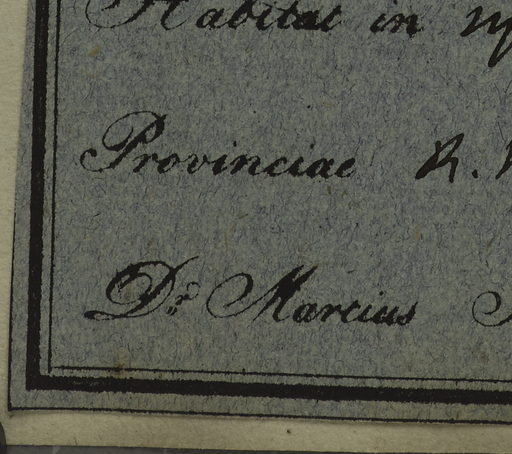 Habitat in
Provinciae R.
Dr. Martius